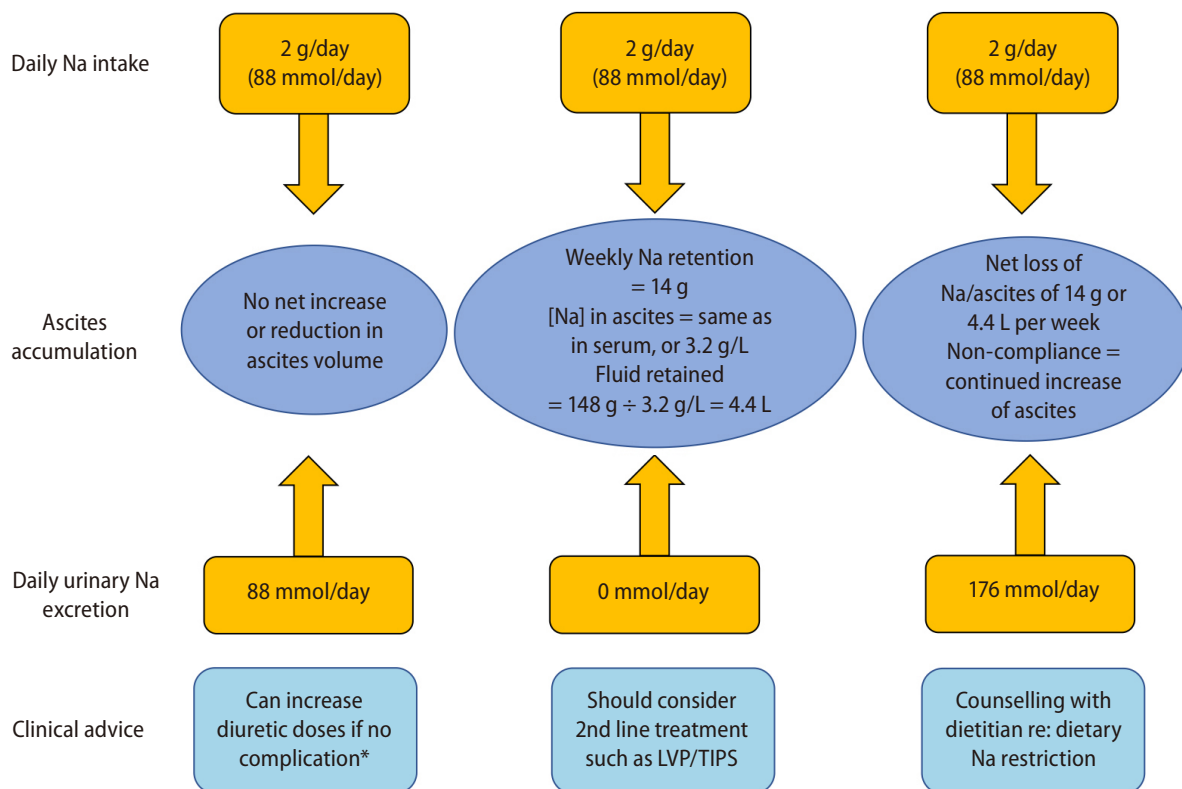 Daily Na intake
2 g/day
(88 mmol/day)
2 g/day
(88 mmol/day)
2 g/day
(88 mmol/day)
Ascites
accumulation
No net increase
or reduction in
ascites volume
Weekly Na retention
= 14 g
[Na] in ascites = same as
in serum, or 3.2 g/L
Fluid retained
= 148 g ÷ 3.2 g/L = 4.4 L
Net loss of
Na/ascites of 14 g or
4.4 L per week
Non-compliance =
continued increase
of ascites
Daily urinary Na
excretion
88 mmol/day
0 mmol/day
176 mmol/day
Clinical advice
Can increase
diuretic doses if no
complication*
Should consider
2nd line treatment
such as LVP/TIPS
Counselling with
dietitian re: dietary
Na restriction